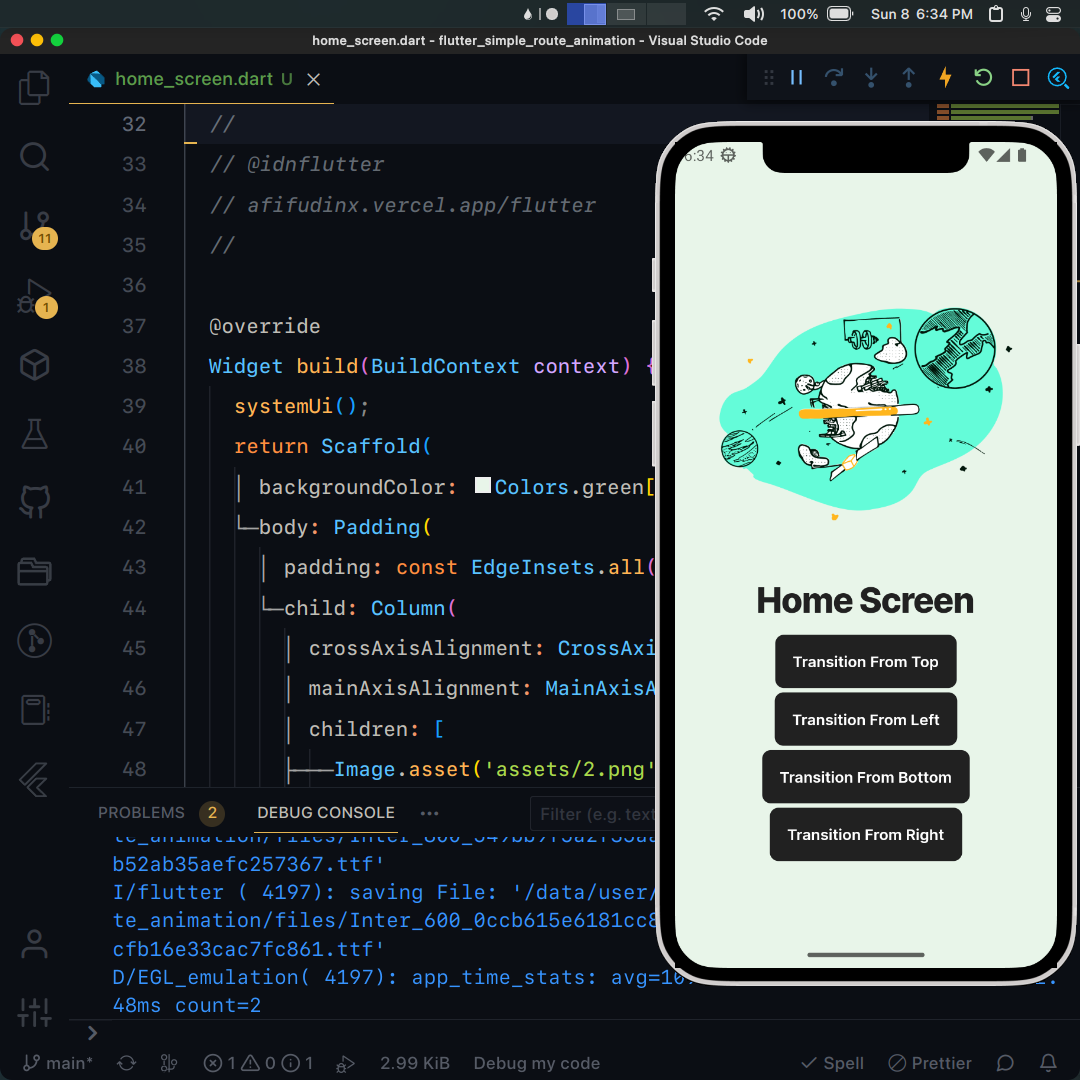 100%
Sun 8 6:34 PM
home_screen.dart - flutter_simple_route_animation - Visual Studio Code
home_screen.dart U
32 //
33 // @idnflutter
34 // afifudinx.vercel.app/flutter
35 //
36
37 @override
38 Widget build(BuildContext context) {
39 systemUi();
40 return Scaffold(
41 backgroundColor: Colors.green[
42 body: Padding(
43 padding: const EdgeInsets.all(
44 child: Column(
45 crossAxisAlignment: CrossAxi
46 mainAxisAlignment: MainAxisA
47 children: [
48 Image.asset('assets/2.png'
11
1
6:34
Home Screen
Transition From Top
Transition From Left
Transition From Bottom
Transition From Right
PROBLEMS 2 DEBUG CONSOLE ••• Filter (e.g. text
b52ab35aefc257367.ttf'
I/flutter ( 4197): saving File: '/data/user/
te_animation/files/Inter_600_0ccb615e6181cc8
cfb16e33cac7fc861.ttf'
D/EGL_emulation( 4197): app_time_stats: avg=10
48ms count=2
>
main* 1 0 1 2.99 KiB Debug my code Spell Prettier